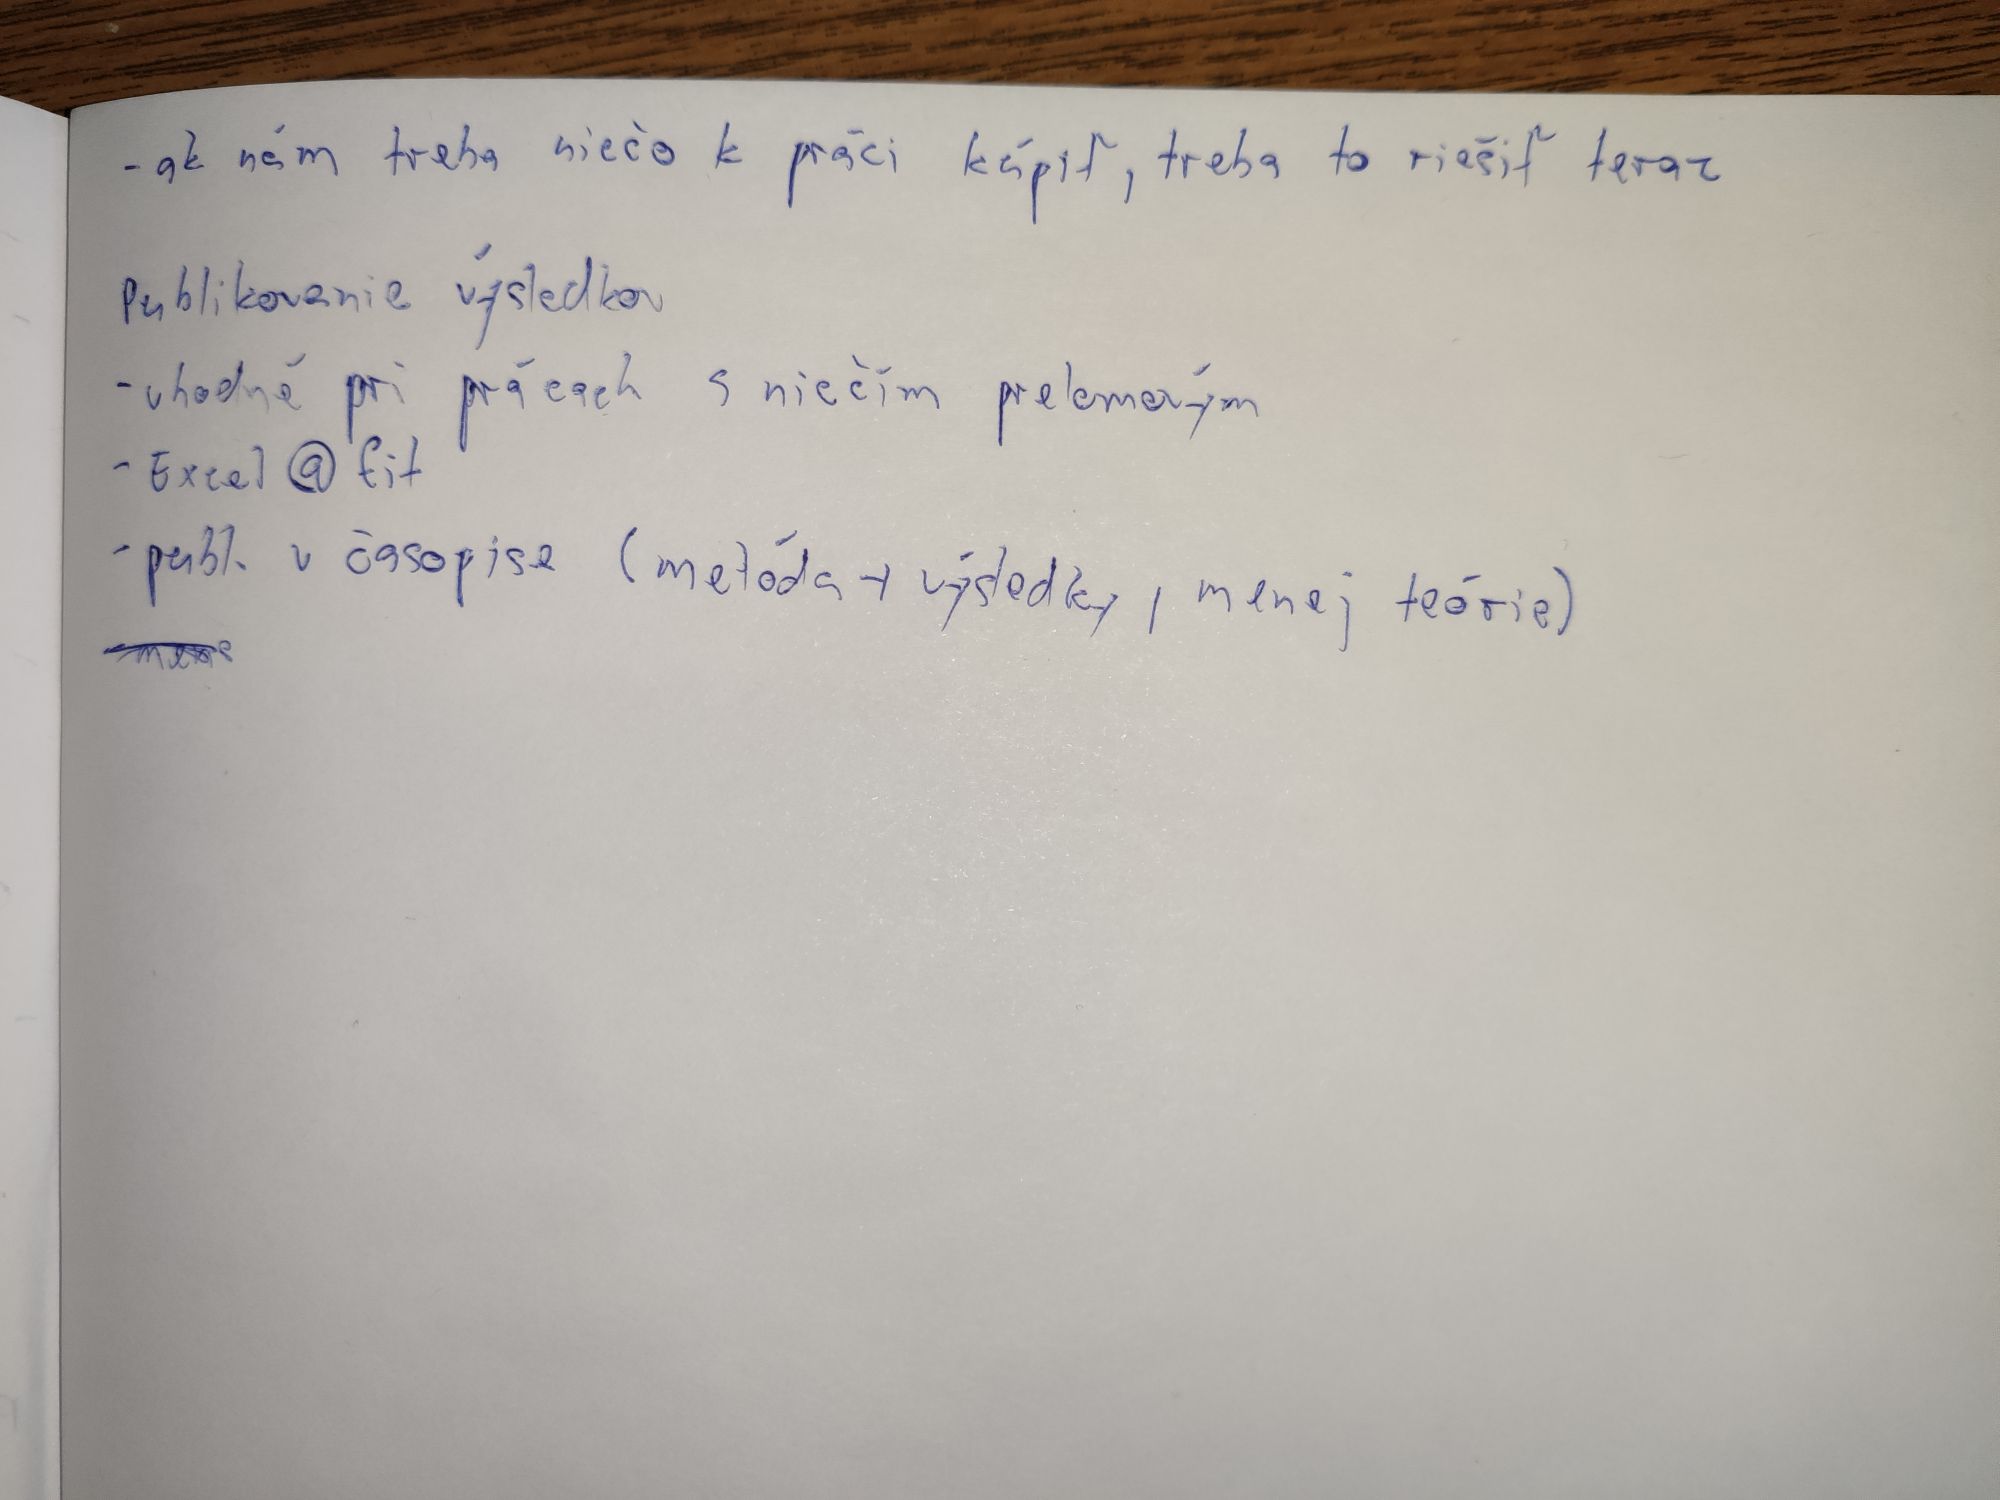 - ak nám treba niečo k práci kúpiť, treba to riešiť teraz
Publikovanie výsledkov
- vhodné pri prácach s niečím prelomovým
- Excel @ fit
- publ. v časopise (metóda + výsledky, menej teórie)